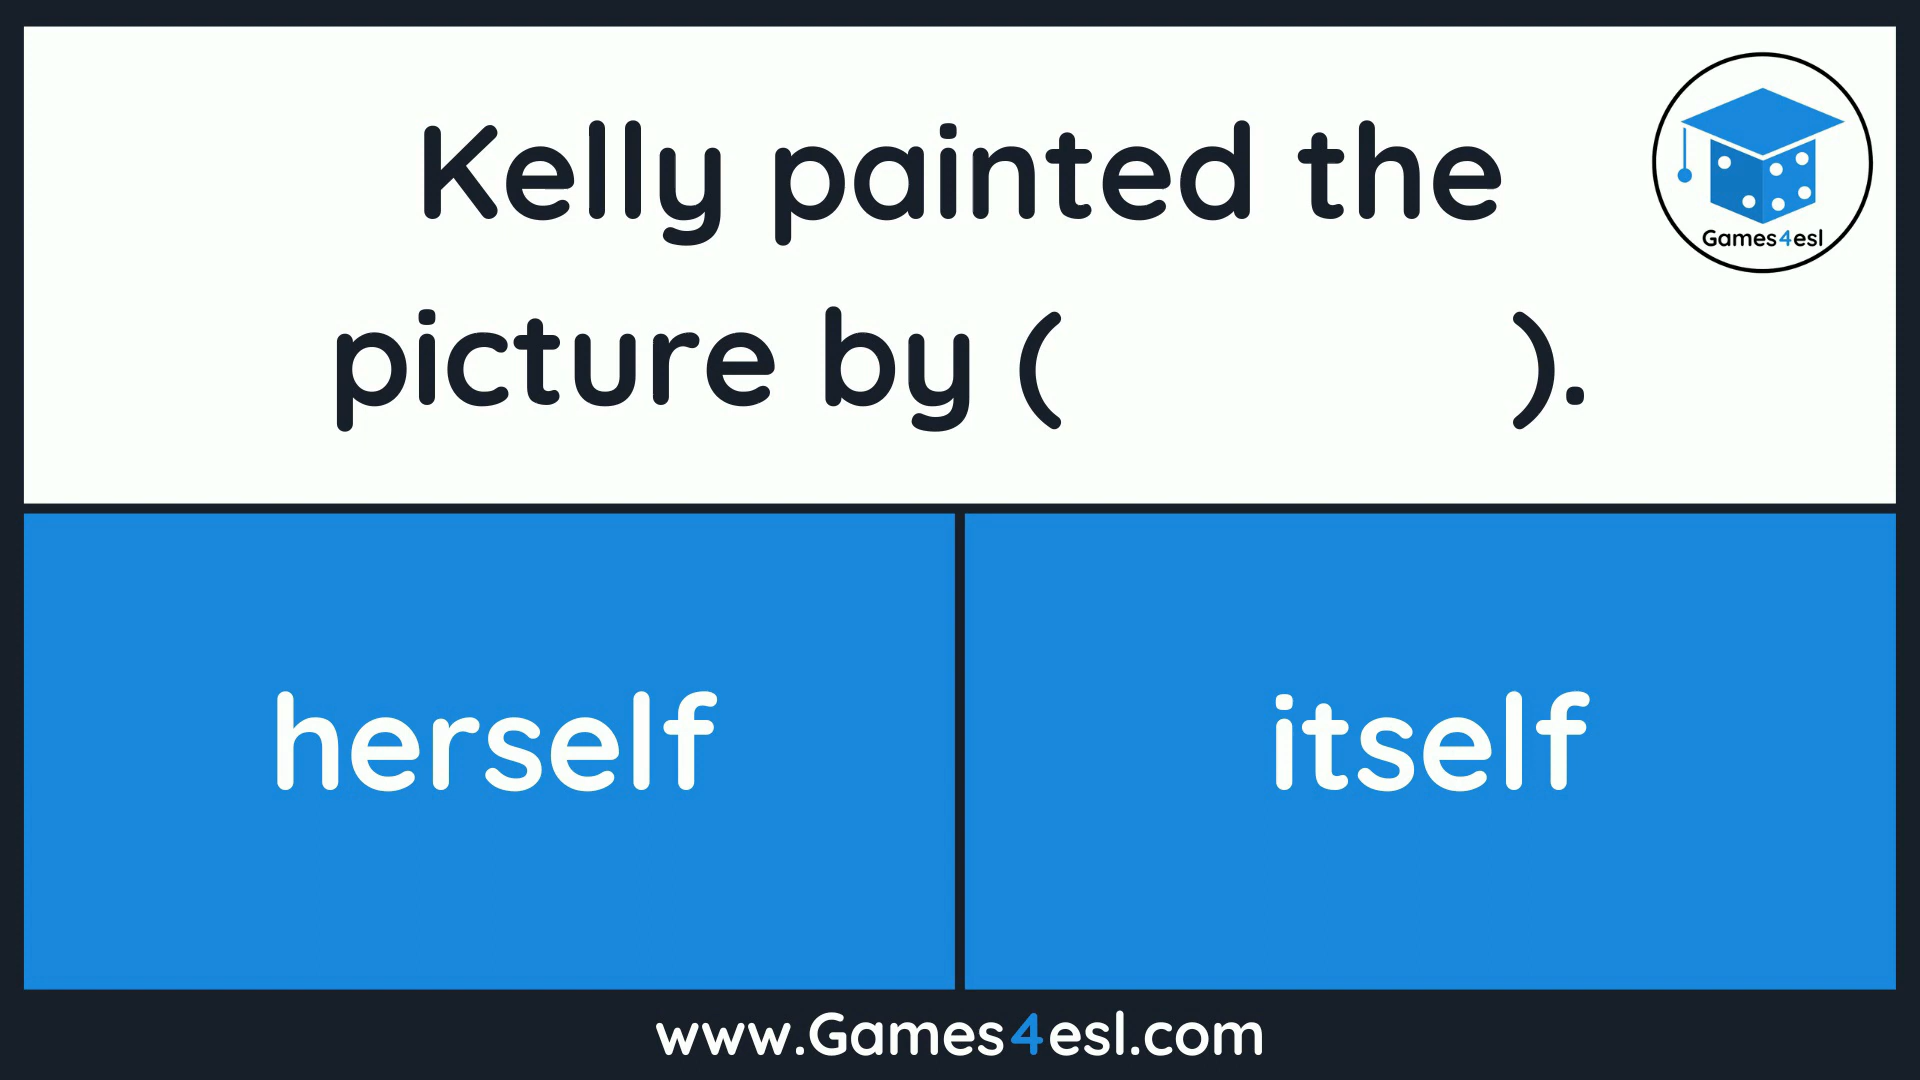 Kelly painted the
picture by (        ).
Games4esl
herself
itself
www.Games4esl.com